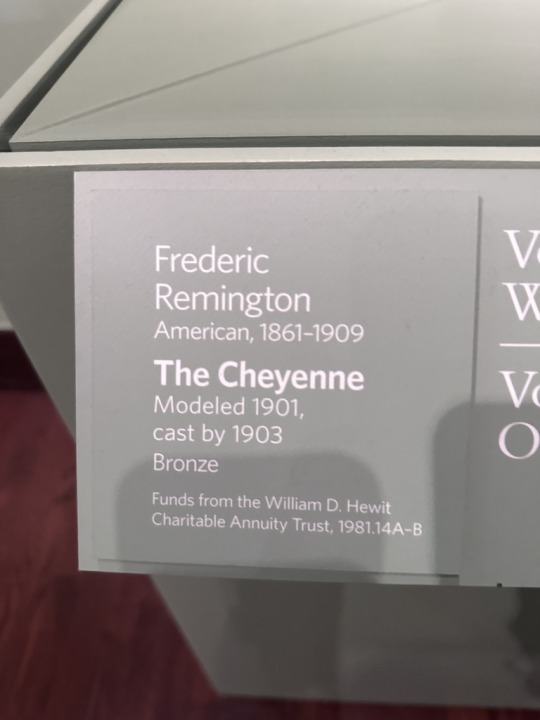 Frederic
Remington
American, 1861–1909
The Cheyenne
Modeled 1901,
cast by 1903
Bronze
Funds from the William D. Hewit
Charitable Annuity Trust, 1981.14A–B